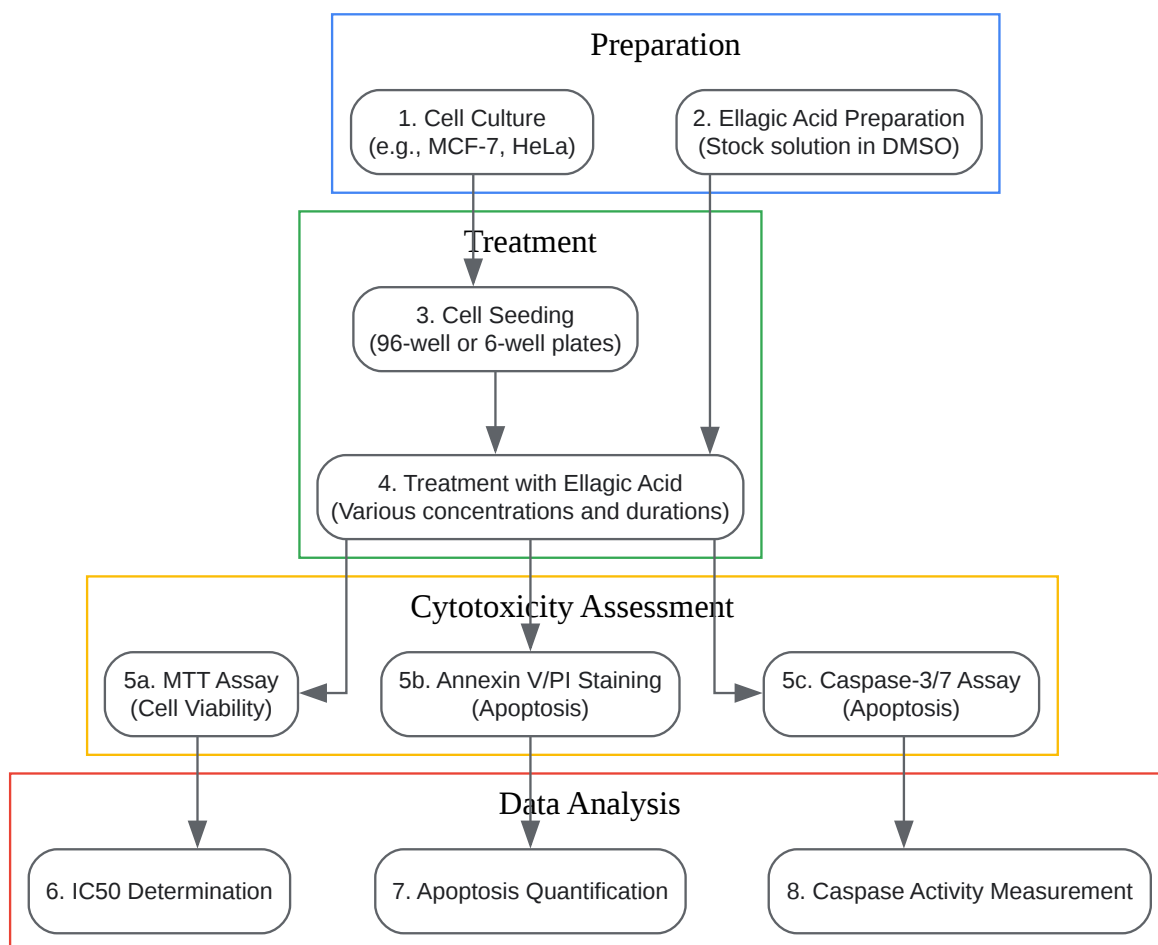 Preparation
1. Cell Culture
(e.g., MCF-7, HeLa)
2. Ellagic Acid Preparation
(Stock solution in DMSO)
Treatment
3. Cell Seeding
(96-well or 6-well plates)
4. Treatment with Ellagic Acid
(Various concentrations and durations)
Cytotoxicity Assessment
5a. MTT Assay
(Cell Viability)
5b. Annexin V/PI Staining
(Apoptosis)
5c. Caspase-3/7 Assay
(Apoptosis)
Data Analysis
6. IC50 Determination
7. Apoptosis Quantification
8. Caspase Activity Measurement